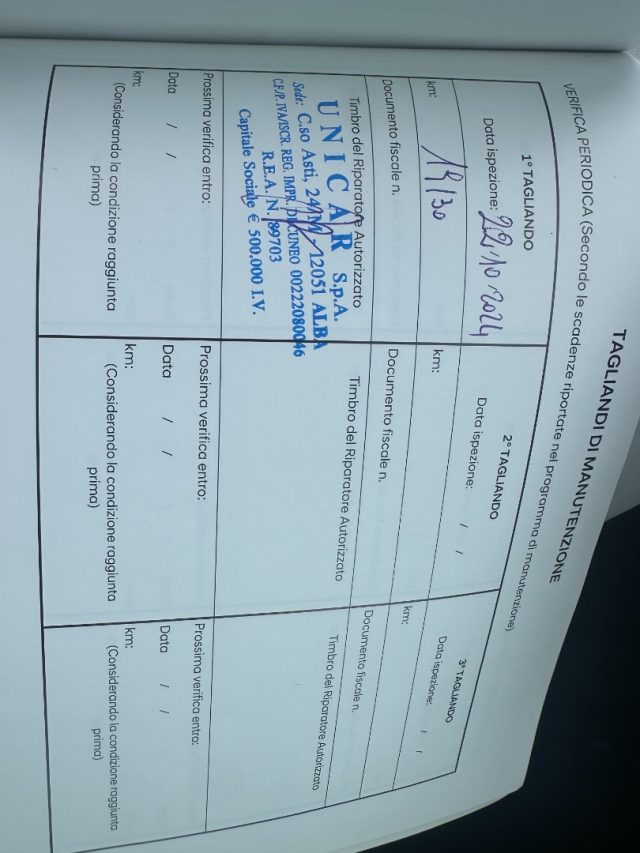 TAGLIANDI DI MANUTENZIONE
VERIFICA PERIODICA (Secondo le scadenze riportate nel programma di manutenzione)
1° TAGLIANDO
Data ispezione: 22.10.2024
km: 19130
Documento fiscale n.
Timbro del Riparatore Autorizzato
UNICAR S.p.A.
Sede: C.so Asti, 24 12051 ALBA
C.F./P. IVA/ISCR. REG. IMPR. DI CUNEO 00222080046
R.E.A. N. 89703
Capitale Sociale € 500.000 I.V.
Prossima verifica entro:
Data / /
km:
(Considerando la condizione raggiunta
prima)
2° TAGLIANDO
Data ispezione: / /
km:
Documento fiscale n.
Timbro del Riparatore Autorizzato
Prossima verifica entro:
Data / /
km:
(Considerando la condizione raggiunta
prima)
3° TAGLIANDO
Data ispezione: / /
km:
Documento fiscale n.
Timbro del Riparatore Autorizzato
Prossima verifica entro:
Data / /
km:
(Considerando la condizione raggiunta
prima)